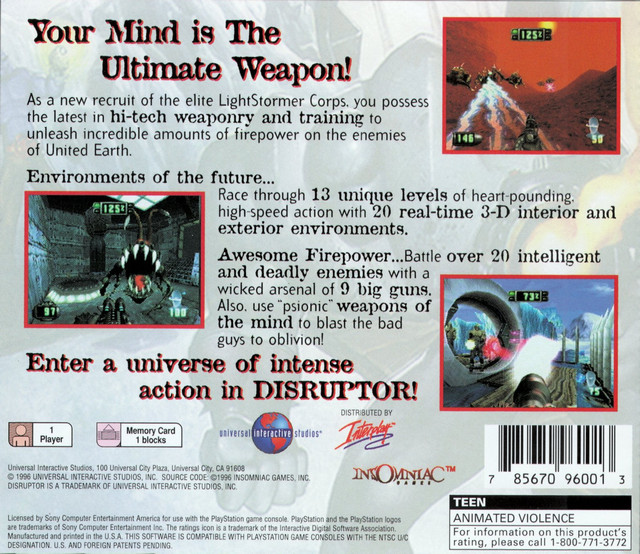 Your Mind is The
Ultimate Weapon!
As a new recruit of the elite LightStormer Corps, you possess
the latest in hi-tech weaponry and training to
unleash incredible amounts of firepower on the enemies
of United Earth.
125%
146
90
Environments of the future...
Race through 13 unique levels of heart-pounding,
high-speed action with 20 real-time 3-D interior and
exterior environments.
125%
97
100
Awesome Firepower...Battle over 20 intelligent
and deadly enemies with a
wicked arsenal of 9 big guns.
Also, use "psionic" weapons of
the mind to blast the bad
guys to oblivion!
73%
Enter a universe of intense
action in DISRUPTOR!
1
Player
Memory Card
1 blocks
universal interactive studios
DISTRIBUTED BY
Interplay
INSOMNIAC™
GAMES
Universal Interactive Studios, 100 Universal City Plaza, Universal City, CA 91608
© 1996 UNIVERSAL INTERACTIVE STUDIOS, INC. SOURCE CODE ©1996 INSOMNIAC GAMES, INC.
DISRUPTOR IS A TRADEMARK OF UNIVERSAL INTERACTIVE STUDIOS, INC.
Licensed by Sony Computer Entertainment America for use with the PlayStation game console. PlayStation and the PlayStation logos
are trademarks of Sony Computer Entertainment Inc. The ratings icon is a trademark of the Interactive Digital Software Association.
Manufactured and printed in the U.S.A. THIS SOFTWARE IS COMPATIBLE WITH PLAYSTATION GAME CONSOLES WITH THE NTSC U/C
DESIGNATION. U.S. AND FOREIGN PATENTS PENDING.
7 85670 96001 3
TEEN
ANIMATED VIOLENCE
For information on this product's
rating, please call 1-800-771-3772